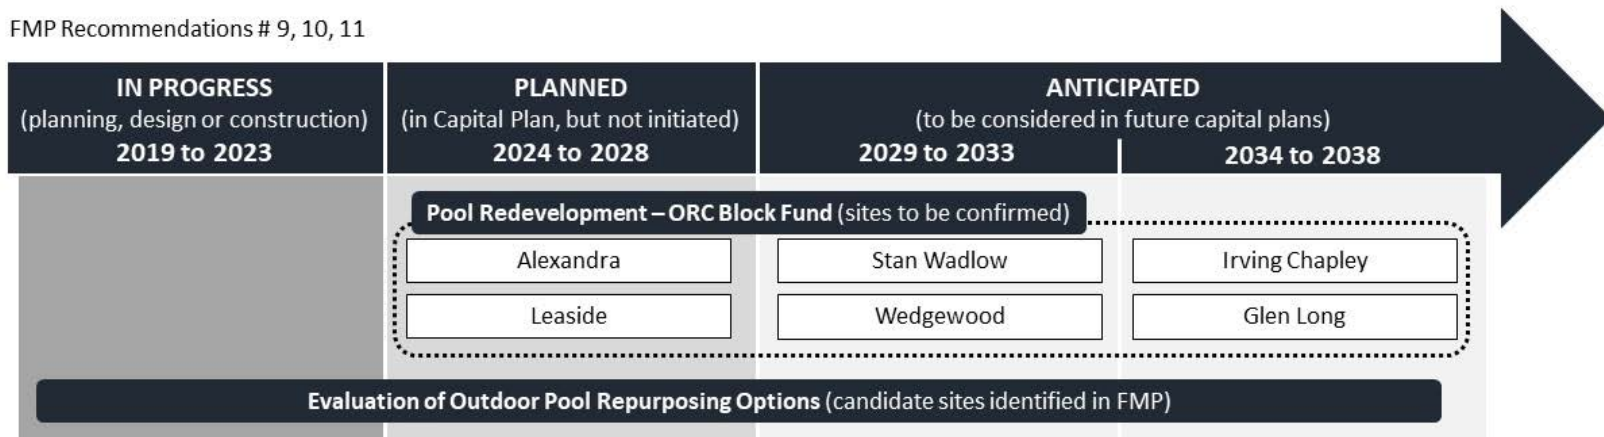 FMP Recommendations # 9, 10, 11
IN PROGRESS
(planning, design or construction)
2019 to 2023
PLANNED
(in Capital Plan, but not initiated)
2024 to 2028
ANTICIPATED
(to be considered in future capital plans)
2029 to 2033
2034 to 2038
Pool Redevelopment – ORC Block Fund (sites to be confirmed)
Alexandra
Stan Wadlow
Irving Chapley
Leaside
Wedgewood
Glen Long
Evaluation of Outdoor Pool Repurposing Options (candidate sites identified in FMP)